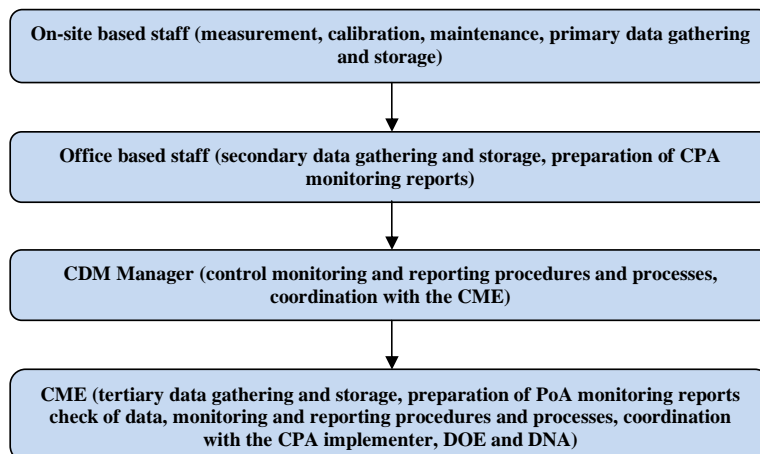 On-site based staff (measurement, calibration, maintenance, primary data gathering
and storage)
Office based staff (secondary data gathering and storage, preparation of CPA
monitoring reports)
CDM Manager (control monitoring and reporting procedures and processes,
coordination with the CME)
CME (tertiary data gathering and storage, preparation of PoA monitoring reports
check of data, monitoring and reporting procedures and processes, coordination
with the CPA implementer, DOE and DNA)